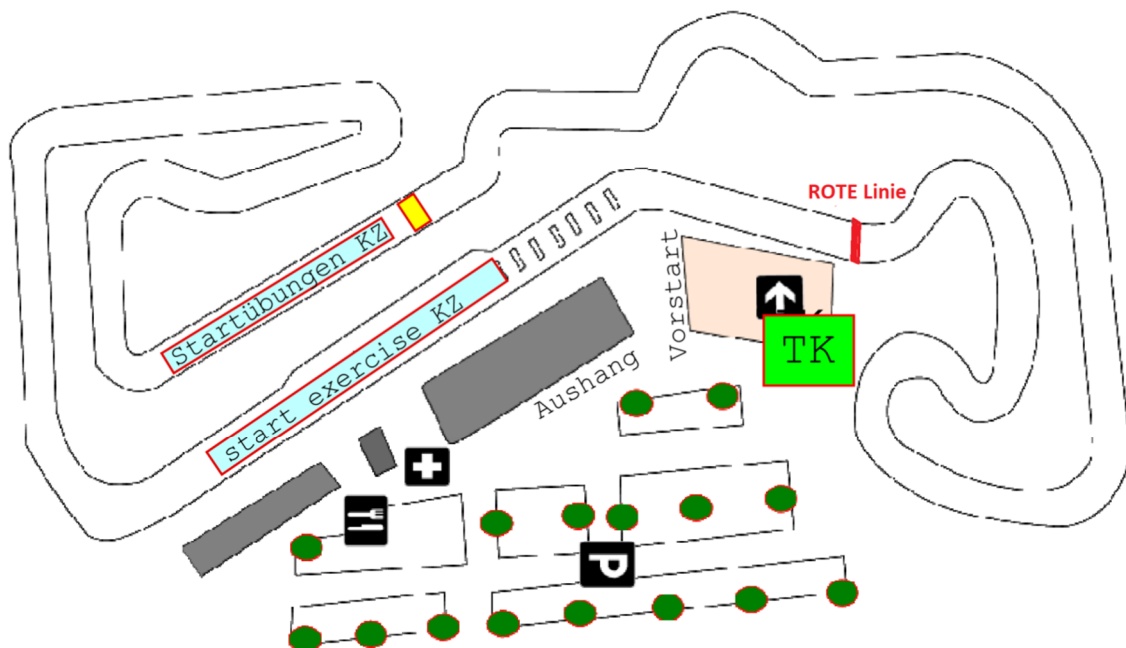 ROTE Linie
Startübungen KZ
Vorstart
start exercise KZ
TK
Aushang
P